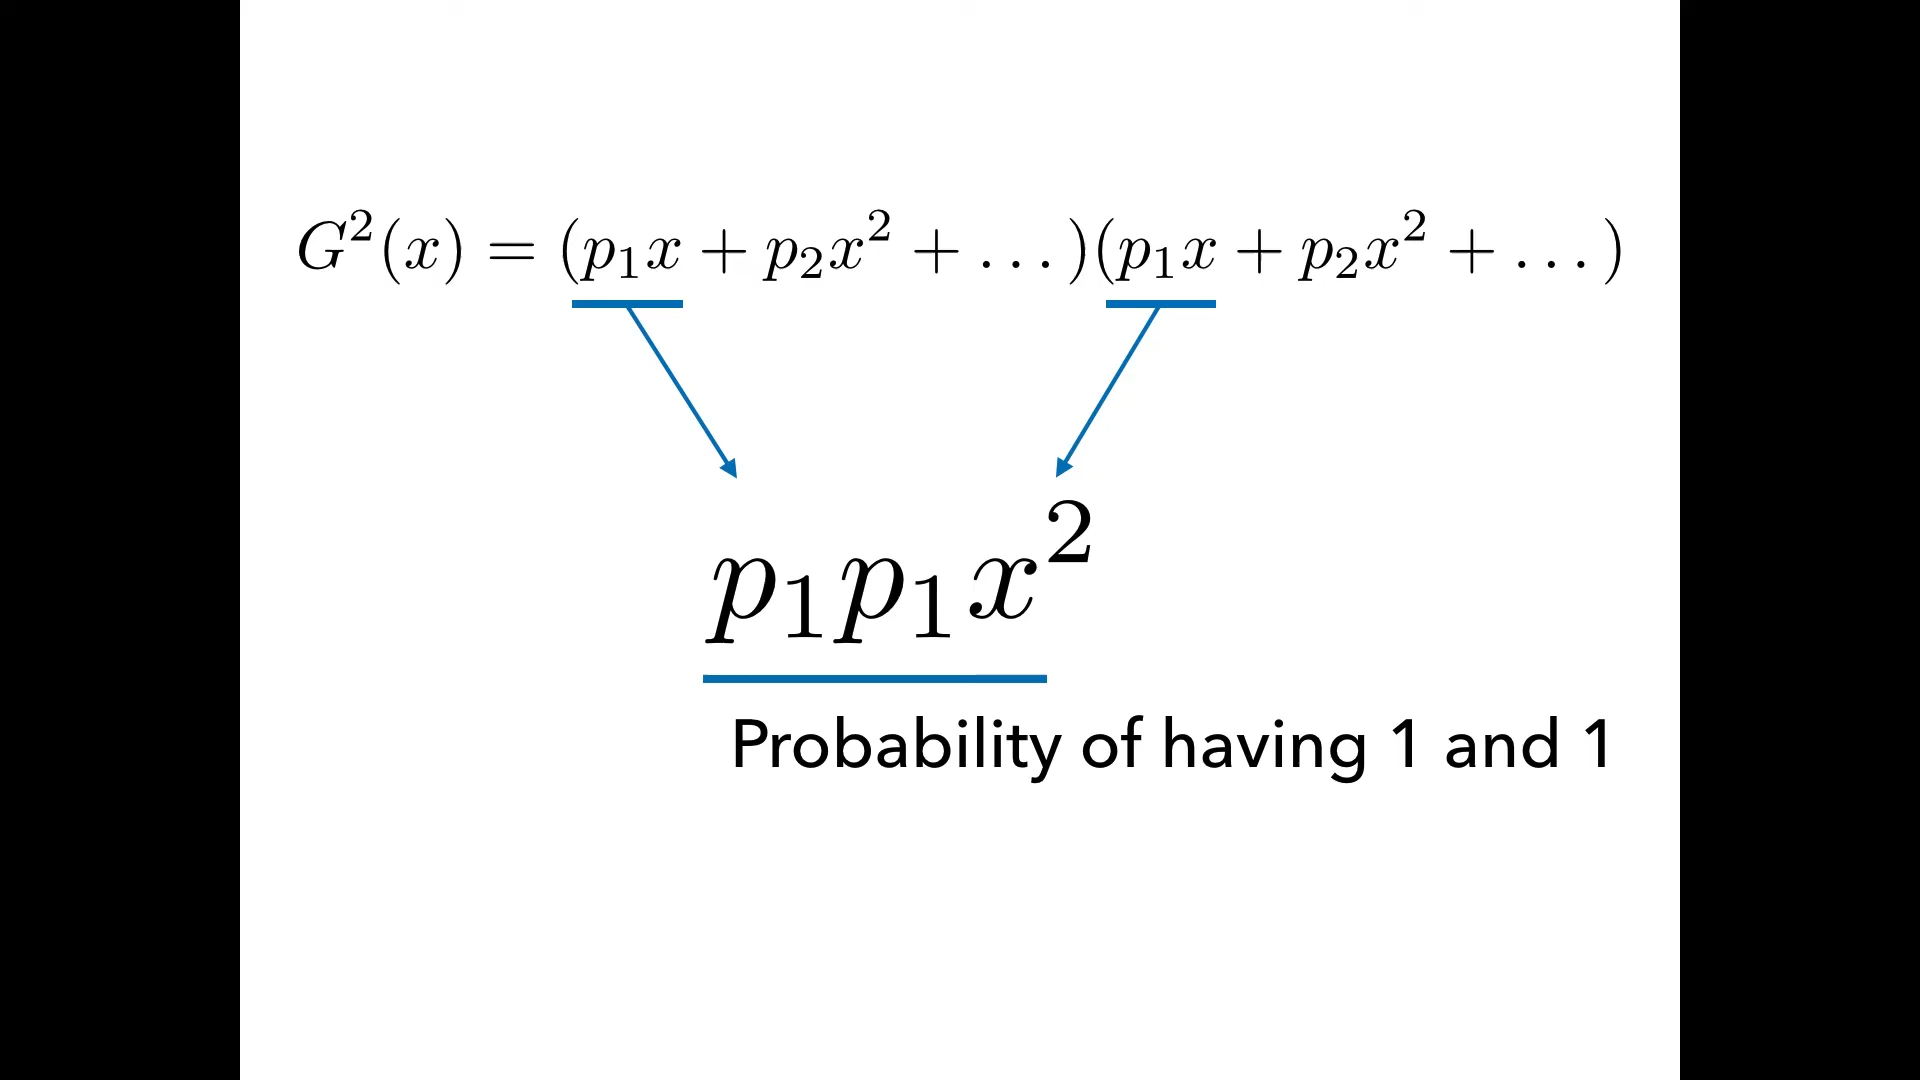 G²(x) = (p₁x + p₂x² + ...)(p₁x + p₂x² + ...)
p₁p₁x²
Probability of having 1 and 1